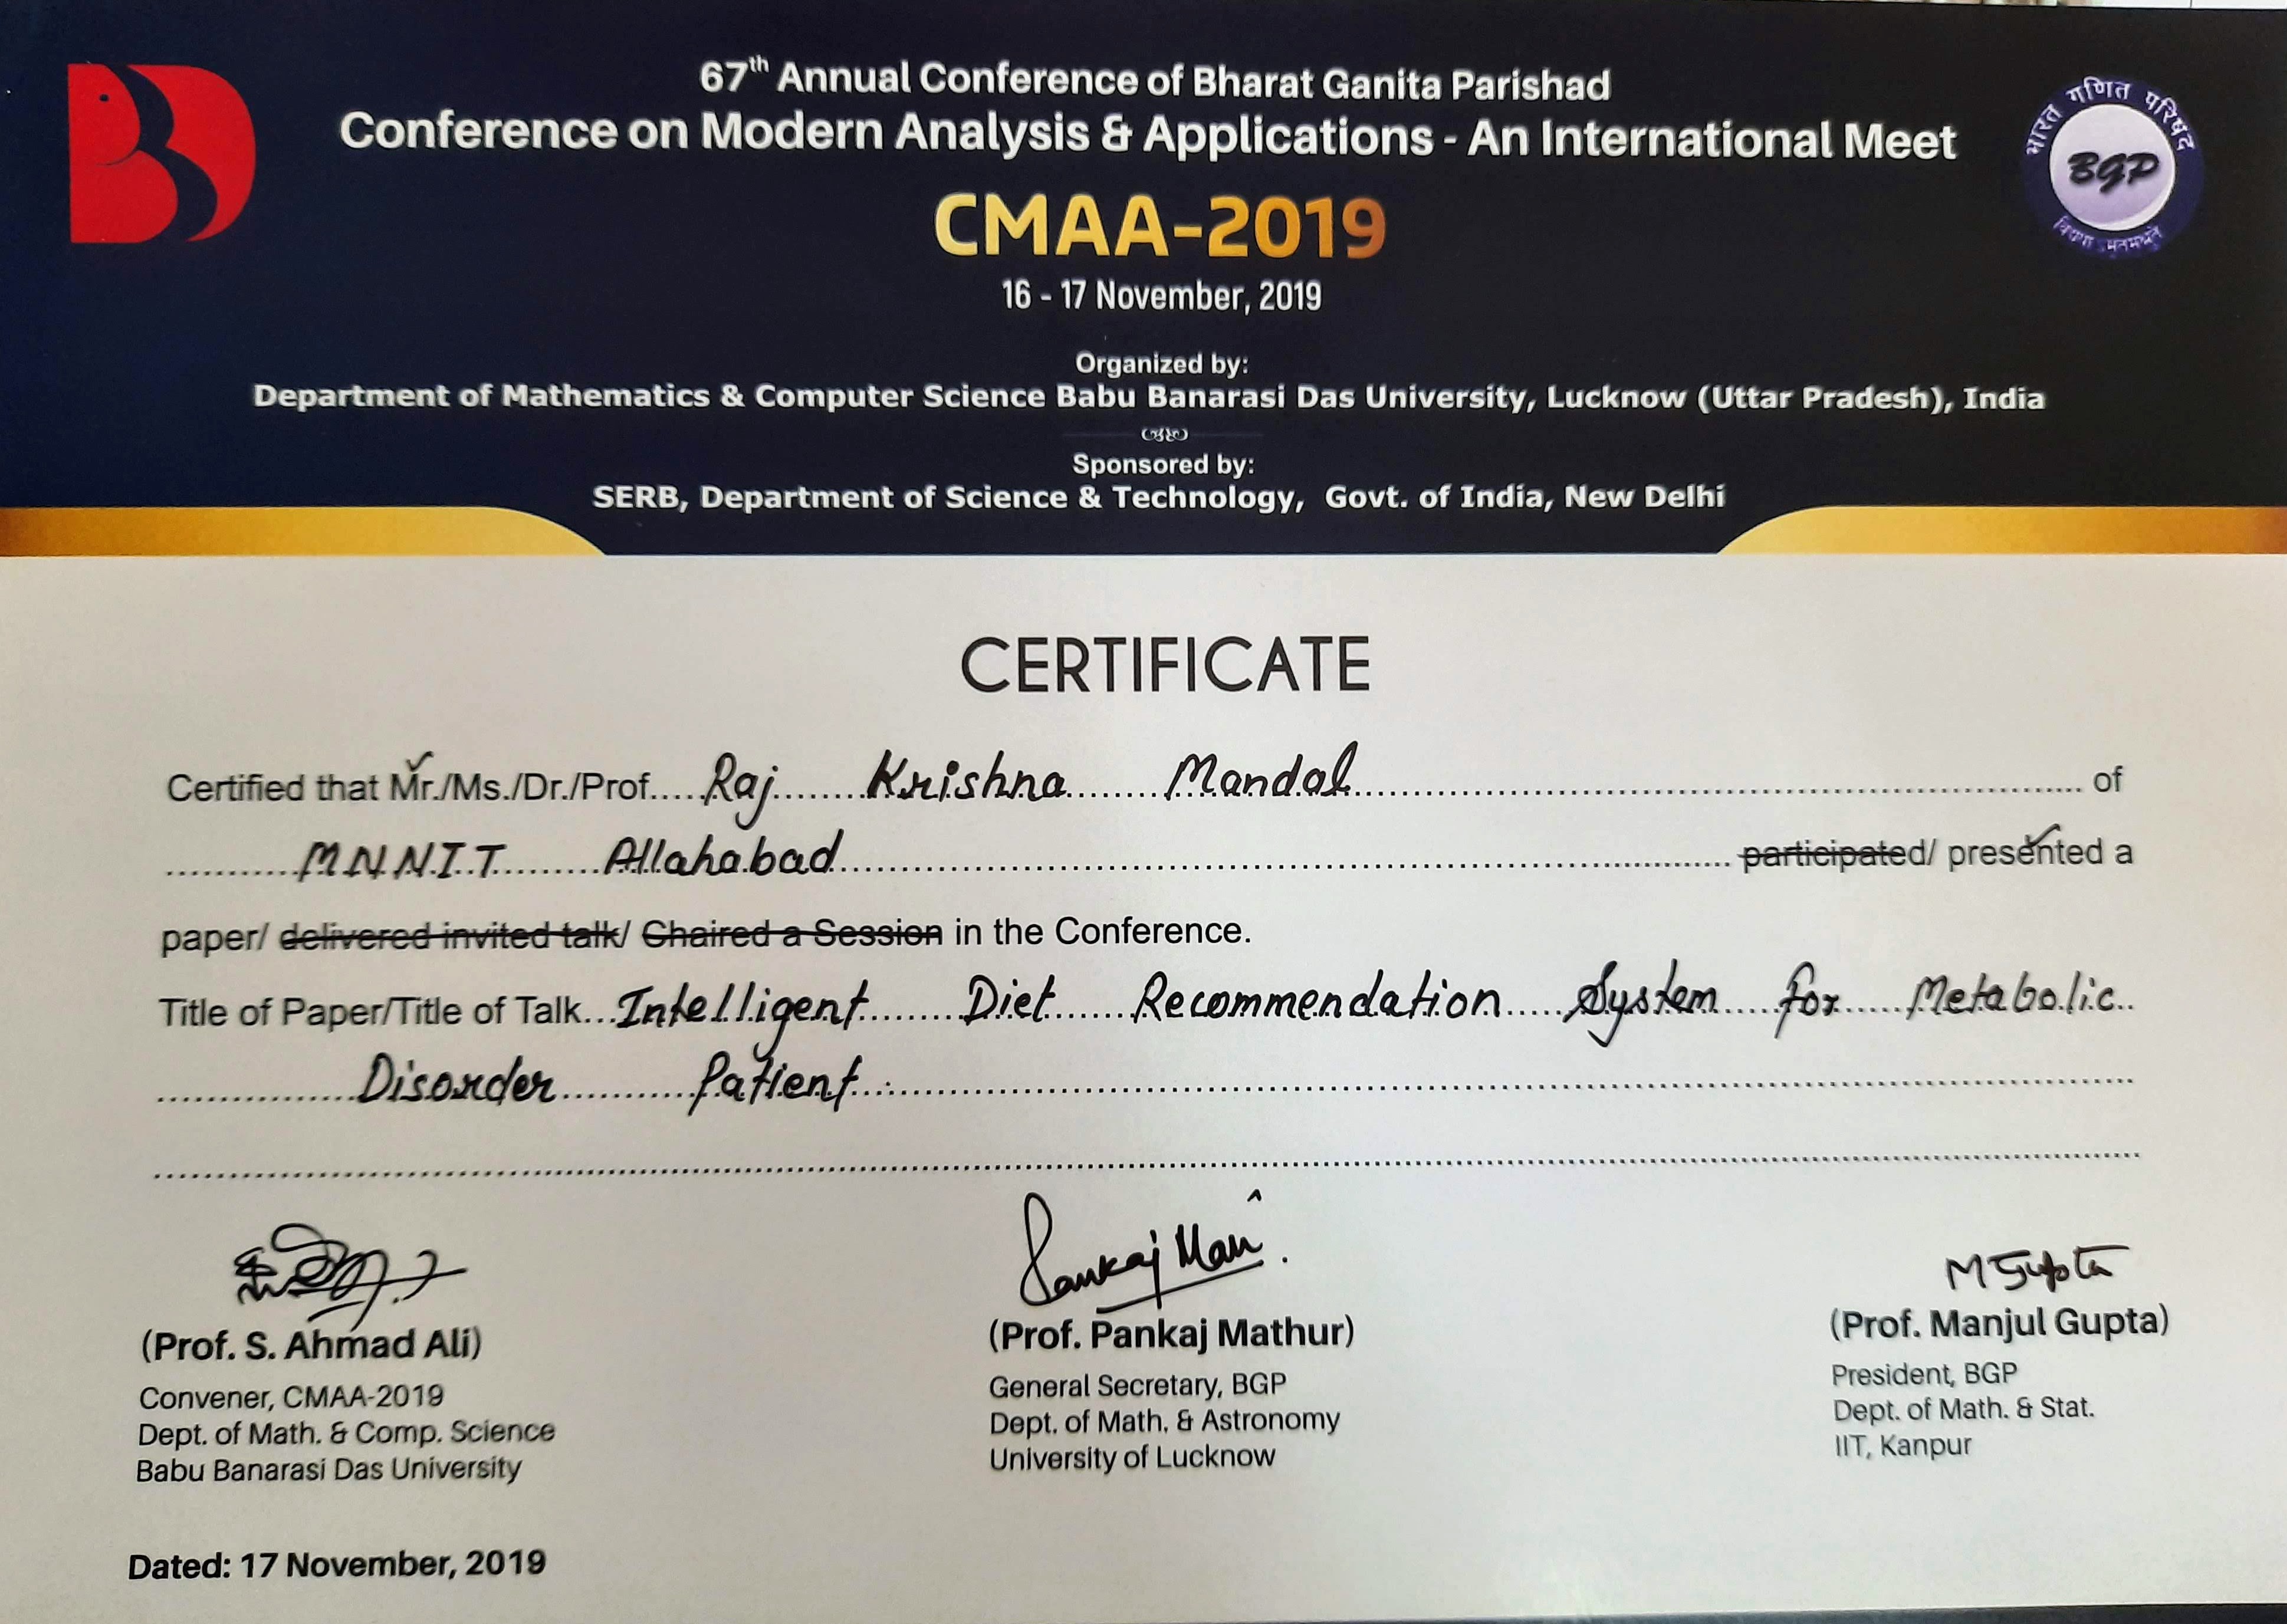 67th Annual Conference of Bharat Ganita Parishad
Conference on Modern Analysis & Applications - An International Meet
भारत गणित परिषद
BGP
CMAA-2019
16 - 17 November, 2019
Organized by:
Department of Mathematics & Computer Science Babu Banarasi Das University, Lucknow (Uttar Pradesh), India
Sponsored by:
SERB, Department of Science & Technology, Govt. of India, New Delhi
CERTIFICATE
Certified that Mr./Ms./Dr./Prof.....Raj........Krishna.......Mandal.................... of
............MNNIT.........Allahabad.................... participated/ presented a
paper/ delivered invited talk/ Chaired a Session in the Conference.
Title of Paper/Title of Talk...Intelligent.........Diet.......Recommendation.....System....for.....Metabolic..
.................Disorder..........Patient....................
Pankaj
M Gupta
(Prof. S. Ahmad Ali) (Prof. Pankaj Mathur) (Prof. Manjul Gupta)
Convener, CMAA-2019 General Secretary, BGP President, BGP
Dept. of Math. & Comp. Science Dept. of Math. & Astronomy Dept. of Math. & Stat.
Babu Banarasi Das University University of Lucknow IIT, Kanpur
Dated: 17 November, 2019